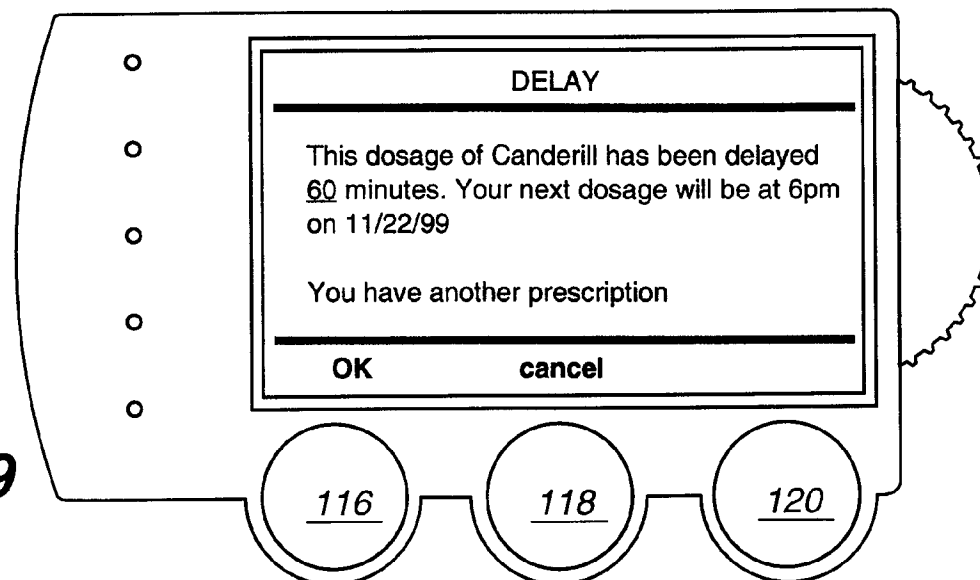 DELAY
This dosage of Canderill has been delayed
60 minutes. Your next dosage will be at 6pm
on 11/22/99
You have another prescription
OK cancel
9
116 118 120